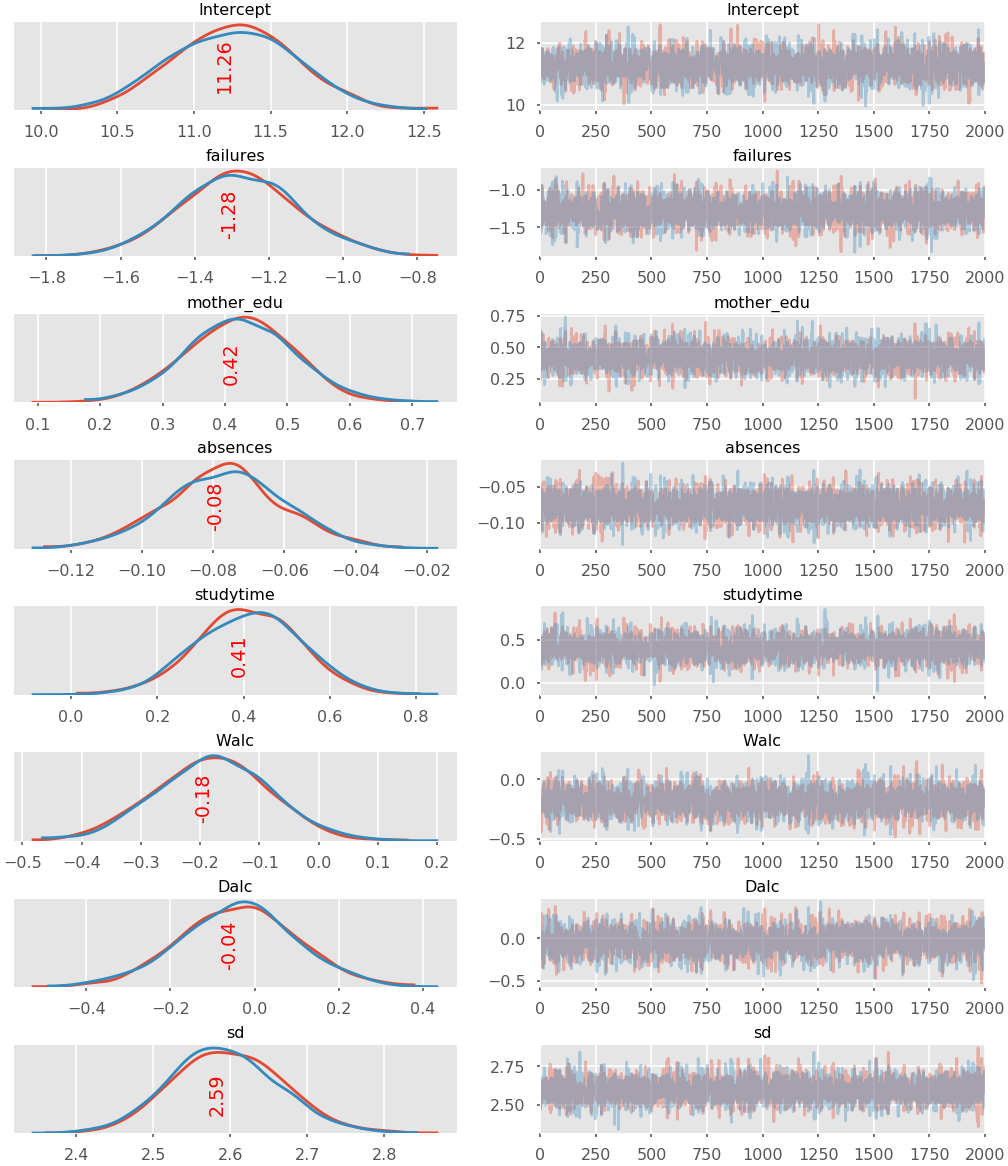 Intercept Intercept
11.26
12
10
10.0 10.5 11.0 11.5 12.0 12.5 0 250 500 750 1000 1250 1500 1750 2000
failures failures
-1.28
−1.0
−1.5
−1.8 −1.6 −1.4 −1.2 −1.0 −0.8 0 250 500 750 1000 1250 1500 1750 2000
mother_edu mother_edu
0.42
0.75
0.50
0.25
0.1 0.2 0.3 0.4 0.5 0.6 0.7 0 250 500 750 1000 1250 1500 1750 2000
absences absences
-0.08
−0.05
−0.10
−0.12 −0.10 −0.08 −0.06 −0.04 −0.02 0 250 500 750 1000 1250 1500 1750 2000
studytime studytime
0.41
0.5
0.0
0.0 0.2 0.4 0.6 0.8 0 250 500 750 1000 1250 1500 1750 2000
Walc Walc
-0.18
0.0
−0.5
−0.5 −0.4 −0.3 −0.2 −0.1 0.0 0.1 0.2 0 250 500 750 1000 1250 1500 1750 2000
Dalc Dalc
-0.04
0.0
−0.5
−0.4 −0.2 0.0 0.2 0.4 0 250 500 750 1000 1250 1500 1750 2000
sd sd
2.59
2.75
2.50
2.4 2.5 2.6 2.7 2.8 0 250 500 750 1000 1250 1500 1750 2000